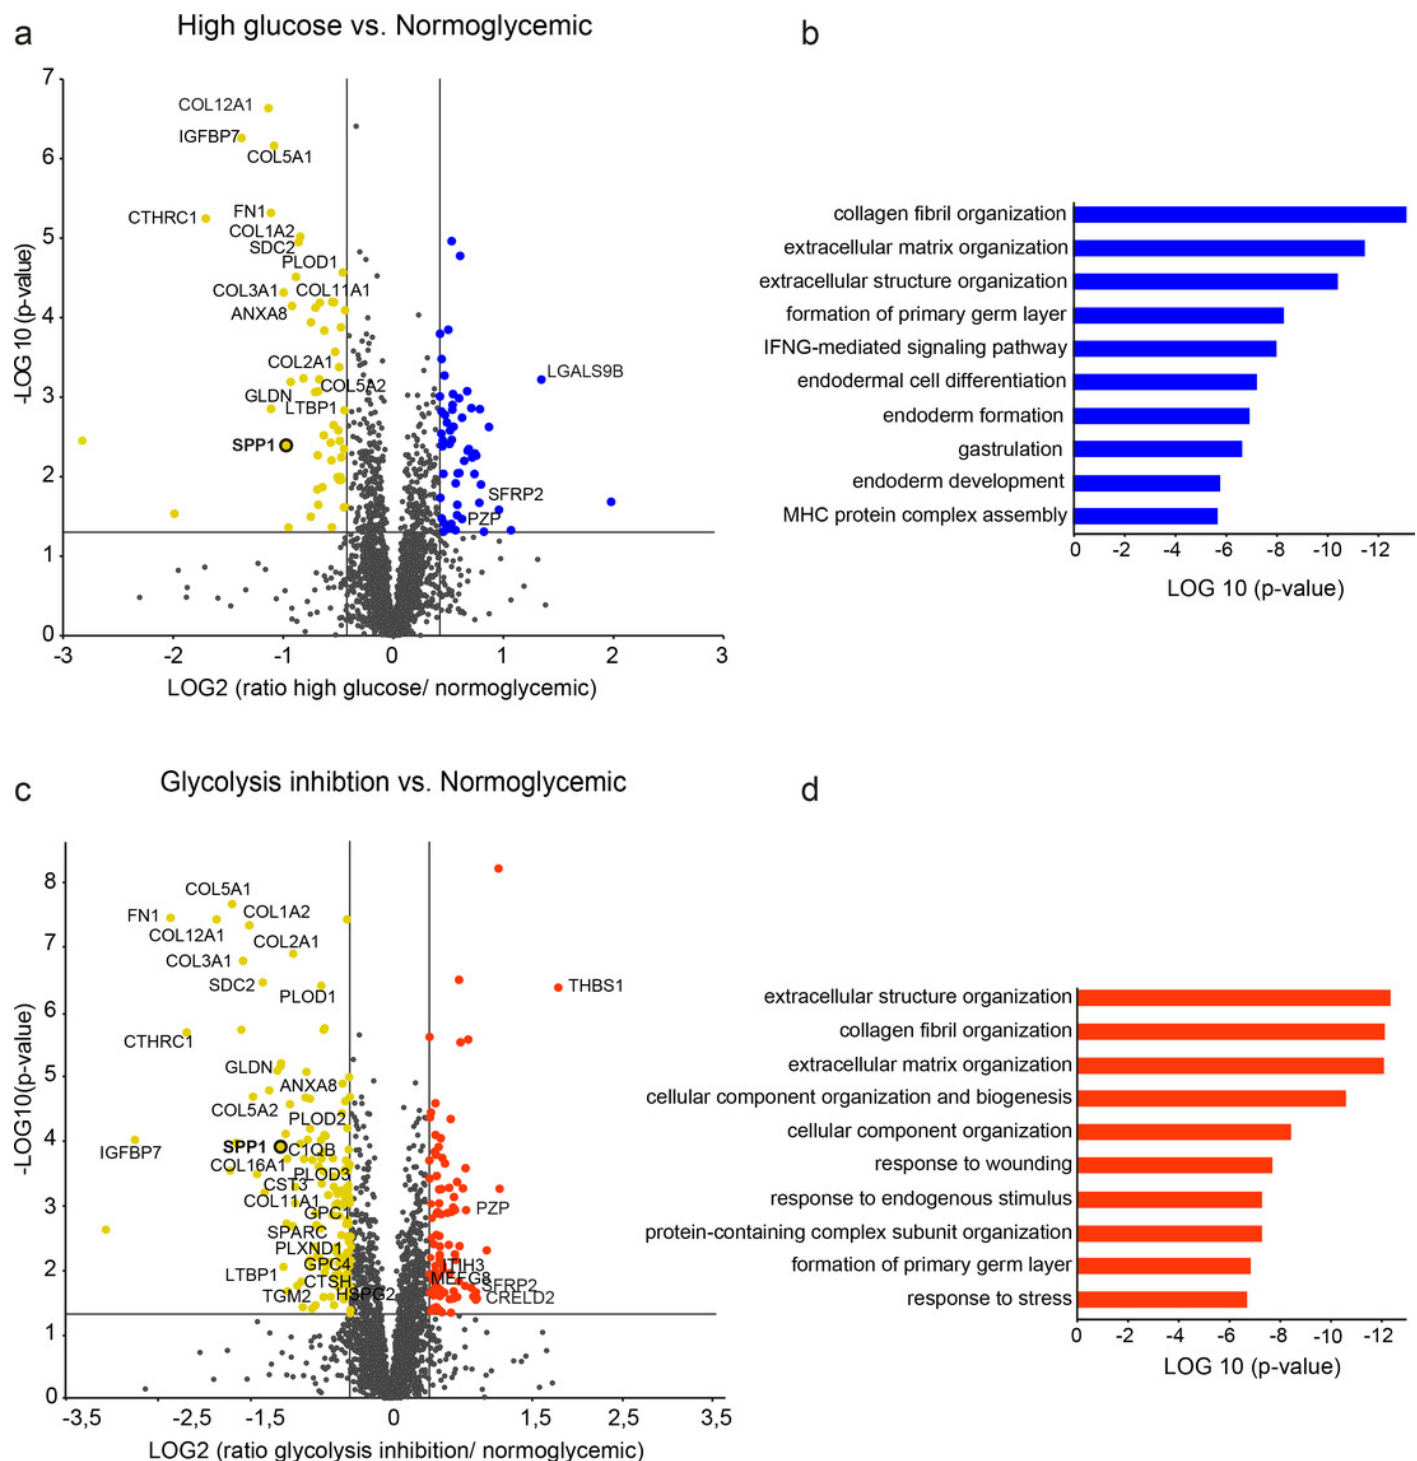 a
High glucose vs. Normoglycemic
b
7
6
5
4
3
2
1
0
-LOG 10 (p-value)
COL12A1
IGFBP7
COL5A1
CTHRC1
FN1
COL1A2
SDC2
PLOD1
COL3A1
COL11A1
ANXA8
COL2A1
COL5A2
GLDN
LTBP1
SPP1
LGALS9B
SFRP2
PZP
-3
-2
-1
0
1
2
3
LOG2 (ratio high glucose/ normoglycemic)
collagen fibril organization
extracellular matrix organization
extracellular structure organization
formation of primary germ layer
IFNG-mediated signaling pathway
endodermal cell differentiation
endoderm formation
gastrulation
endoderm development
MHC protein complex assembly
0
-2
-4
-6
-8
-10
-12
LOG 10 (p-value)
c
Glycolysis inhibtion vs. Normoglycemic
d
8
7
6
5
4
3
2
1
0
-LOG10(p-value)
COL5A1
FN1
COL1A2
COL12A1
COL2A1
COL3A1
SDC2
PLOD1
THBS1
CTHRC1
GLDN
ANXA8
COL5A2
PLOD2
SPP1
C1QB
IGFBP7
COL16A1
PLOD3
CST3
COL11A1
GPC1
PZP
SPARC
PLXND1
GPC4
ITIH3
LTBP1
CTSH
MEFG8
SFRP2
TGM2
HSPG2
CRELD2
-3,5
-2,5
-1,5
0
1,5
2,5
3,5
LOG2 (ratio glycolysis inhibition/ normoglycemic)
extracellular structure organization
collagen fibril organization
extracellular matrix organization
cellular component organization and biogenesis
cellular component organization
response to wounding
response to endogenous stimulus
protein-containing complex subunit organization
formation of primary germ layer
response to stress
0
-2
-4
-6
-8
-10
-12
LOG 10 (p-value)